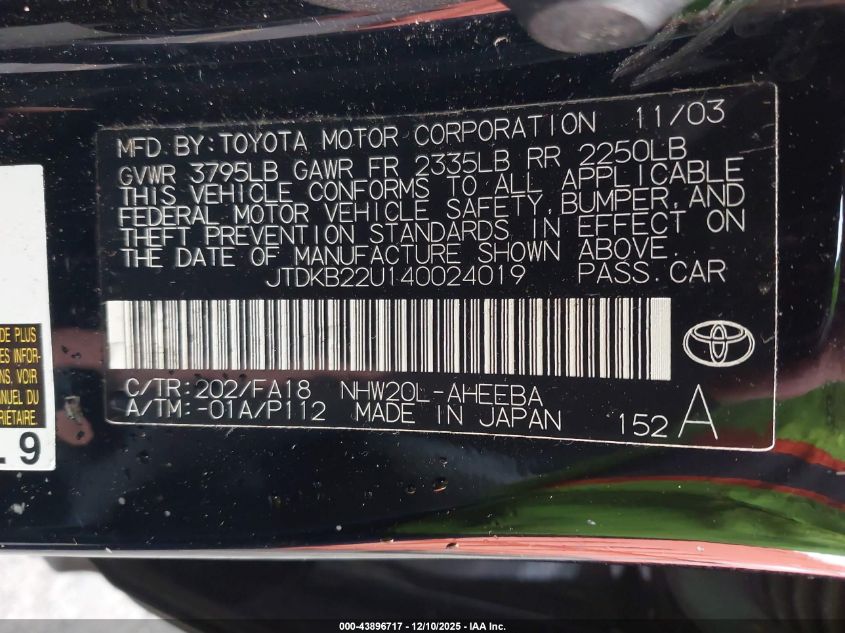 MFD. BY: TOYOTA MOTOR CORPORATION 11/03
GVWR 3795LB GAWR FR 2335LB RR 2250LB
THIS VEHICLE CONFORMS TO ALL APPLICABLE
FEDERAL MOTOR VEHICLE SAFETY, BUMPER, AND
THEFT PREVENTION STANDARDS IN EFFECT ON
THE DATE OF MANUFACTURE SHOWN ABOVE.
JTDKB22U140024019 PASS. CAR
C/TR: 202/FA18 NHW20L-AHEEBA
A/TM: -01A/P112 MADE IN JAPAN 152 A
DE PLUS
ES INFOR-
S, VOIR
ANUEL DU
RIETAIRE.
.9
000-43896717 - 12/10/2025 - IAA Inc.